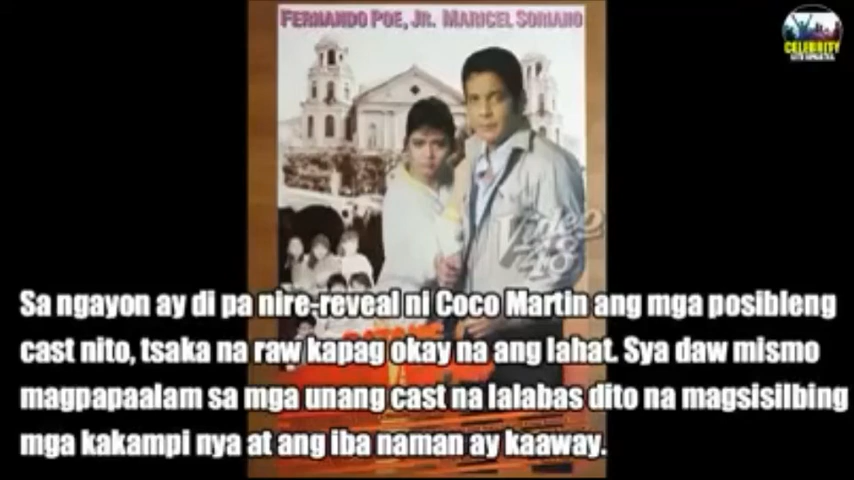 FERNANDO POE, JR. MARICEL SORIANO
CELEBRITY
Video
48
Sa ngayon ay di pa nire-reveal ni Coco Martin ang mga posibleng
cast nito, tsaka na raw kapag okay na ang lahat. Sya daw mismo
magpapaalam sa mga unang cast na lalabas dito na magsisilbing
mga kakampi nya at ang iba naman ay kaaway.